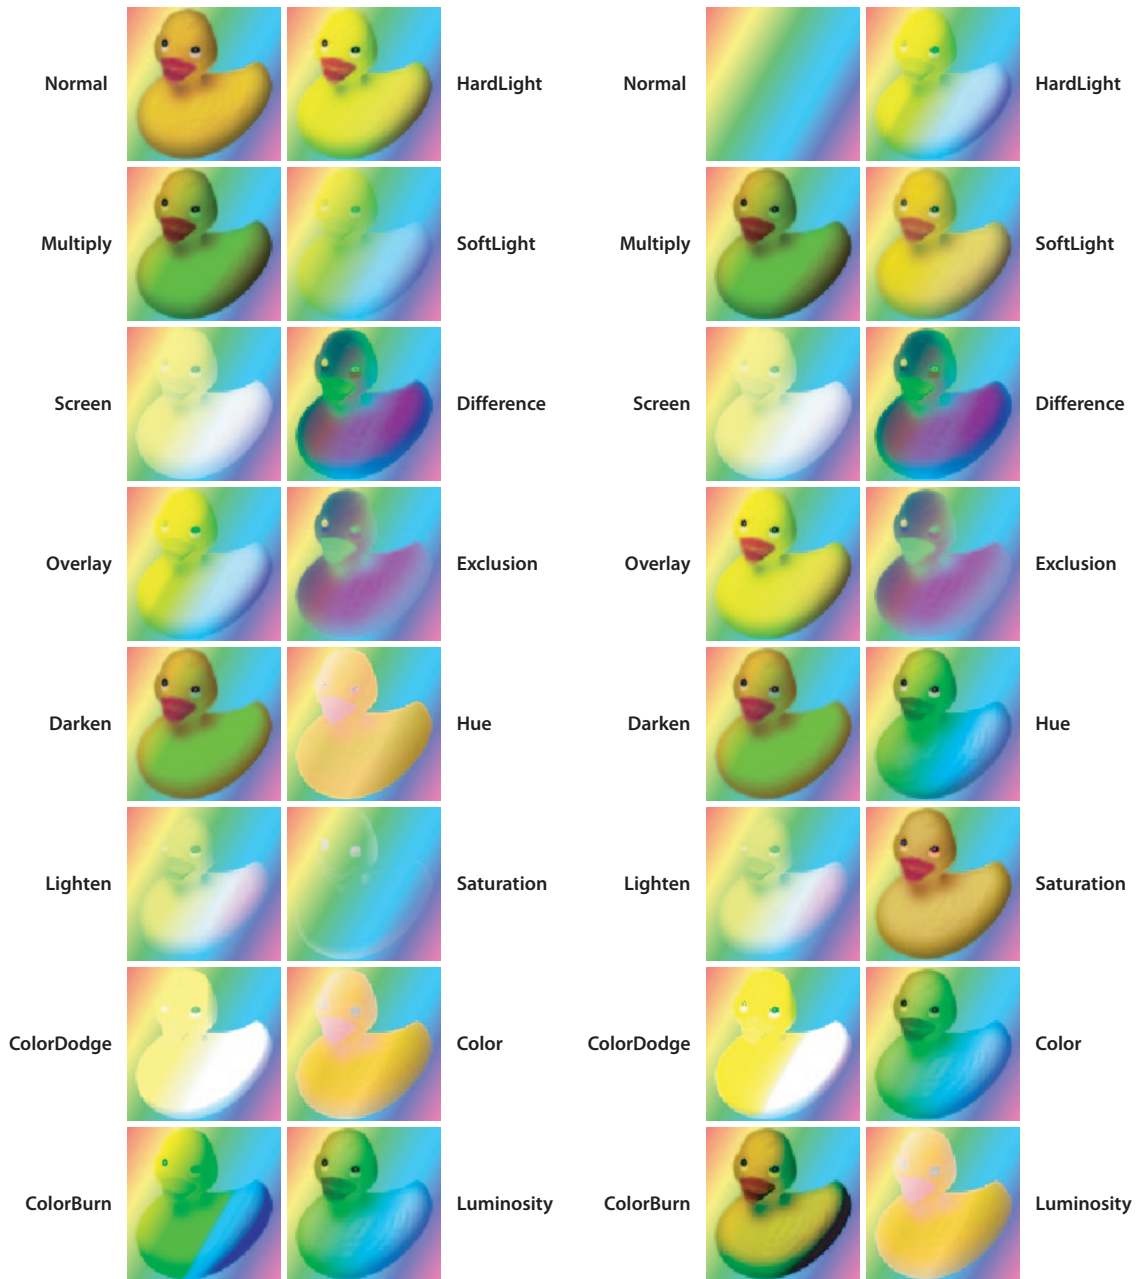 Normal HardLight Normal HardLight
Multiply SoftLight Multiply SoftLight
Screen Difference Screen Difference
Overlay Exclusion Overlay Exclusion
Darken Hue Darken Hue
Lighten Saturation Lighten Saturation
ColorDodge Color ColorDodge Color
ColorBurn Luminosity ColorBurn Luminosity